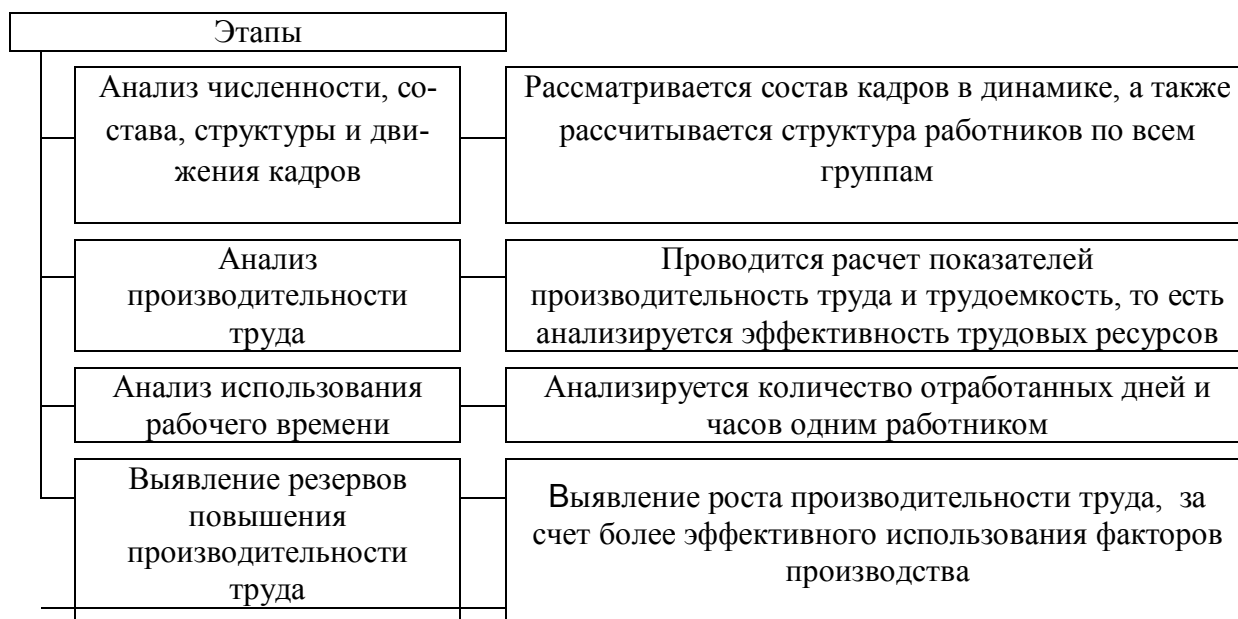 Этапы
Анализ численности, со-
става, структуры и дви-
жения кадров
Рассматривается состав кадров в динамике, а также
рассчитывается структура работников по всем
группам
Анализ
производительности
труда
Проводится расчет показателей
производительность труда и трудоемкость, то есть
анализируется эффективность трудовых ресурсов
Анализ использования
рабочего времени
Анализируется количество отработанных дней и
часов одним работником
Выявление резервов
повышения
производительности
труда
Выявление роста производительности труда, за
счет более эффективного использования факторов
производства